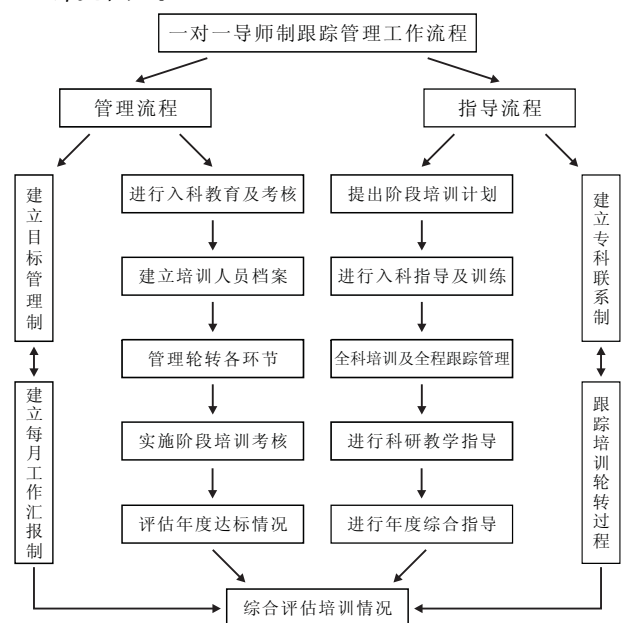 一对一导师制跟踪管理工作流程
管理流程
指导流程
建立目标管理制
进行入科教育及考核
提出阶段培训计划
建立专科联系制
建立培训人员档案
进行入科指导及训练
管理轮转各环节
全科培训及全程跟踪管理
建立每月工作汇报制
实施阶段培训考核
进行科研教学指导
跟踪培训轮转过程
评估年度达标情况
进行年度综合指导
综合评估培训情况